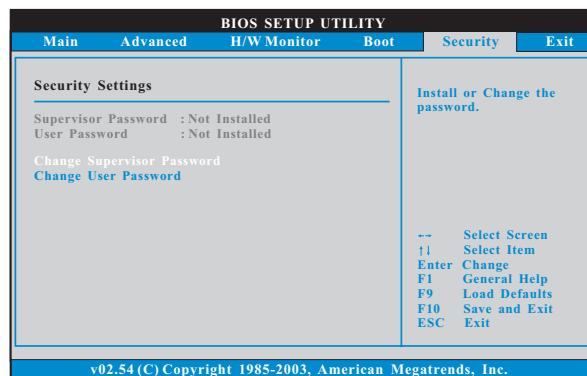 BIOS SETUP UTILITY
Main Advanced H/W Monitor Boot Security Exit
Security Settings
Supervisor Password : Not Installed
User Password : Not Installed
Change Supervisor Password
Change User Password
Install or Change the
password.
←→ Select Screen
↑↓ Select Item
Enter Change
F1 General Help
F9 Load Defaults
F10 Save and Exit
ESC Exit
v02.54 (C) Copyright 1985-2003, American Megatrends, Inc.